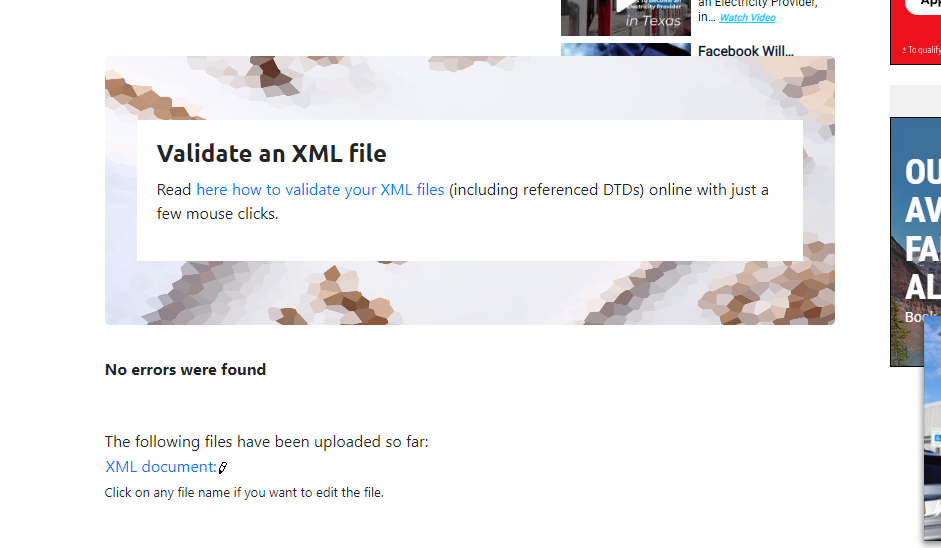 an Electricity Provider,
in... Watch Video
in Texas
Facebook Will...
± To qualify
Validate an XML file
Read here how to validate your XML files (including referenced DTDs) online with just a
few mouse clicks.
No errors were found
The following files have been uploaded so far:
XML document:
Click on any file name if you want to edit the file.
OU
AV
FA
AL